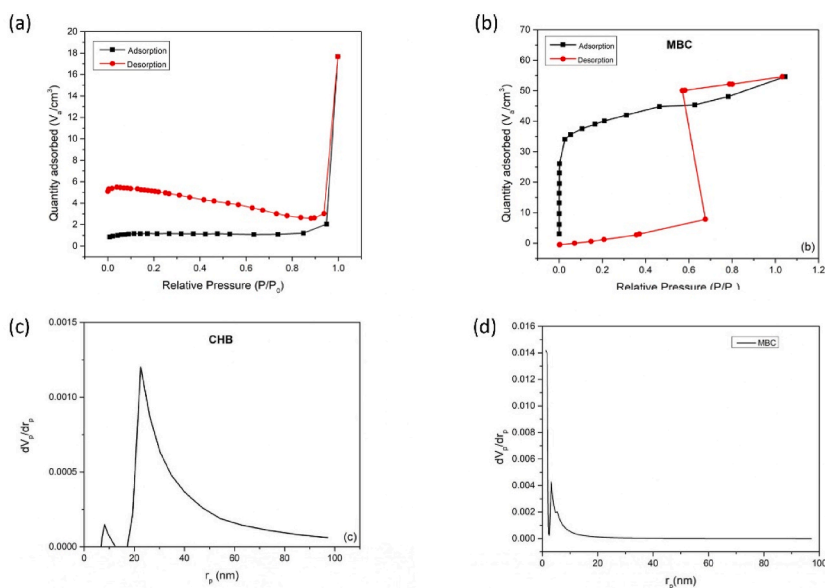 (a)
20
18
16
14
12
10
8
6
4
2
0
Quantity adsorbed (Va/cm³)
Adsorption
Desorption
0.0 0.2 0.4 0.6 0.8 1.0
Relative Pressure (P/P0)
(b)
60
50
40
30
20
10
0
Quantity adsorbed (Va/cm³)
Adsorption
Desorption
MBC
(b)
0.0 0.2 0.4 0.6 0.8 1.0 1.2
Relative Pressure (P/P )
(c)
0.0015
0.0010
0.0005
0.0000
dVp/drp
CHB
(c)
0 20 40 60 80 100
rp (nm)
(d)
0.016
0.014
0.012
0.010
0.008
0.006
0.004
0.002
0.000
dVp/drp
MBC
0 20 40 60 80 100
rp(nm)